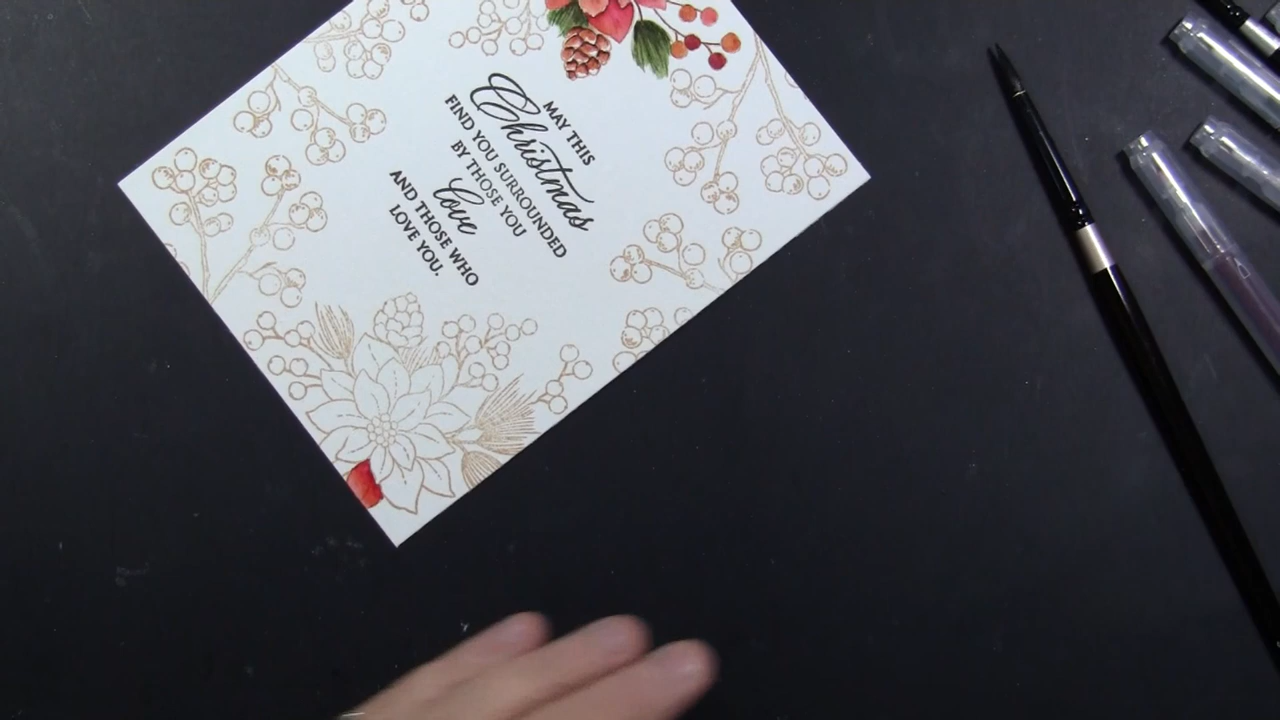 MAY THIS
Christmas
FIND YOU SURROUNDED
BY THOSE YOU
love
AND THOSE WHO
LOVE YOU.